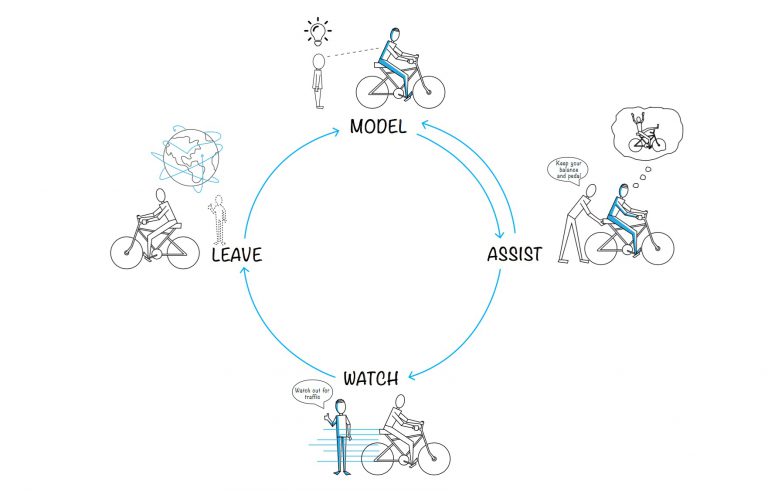 MODEL
Keep your
balance
and pedal
ASSIST
LEAVE
WATCH
Watch out for
traffic